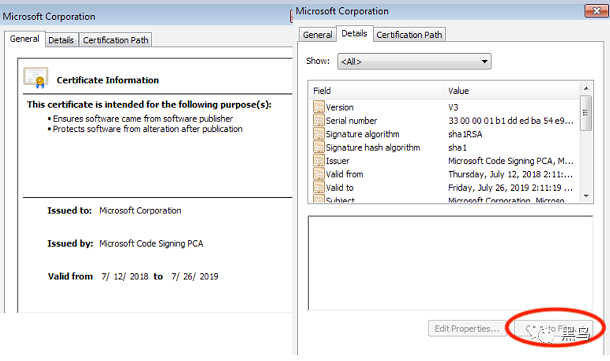 Microsoft Corporation
General
Details
Certification Path
Certificate Information
This certificate is intended for the following purpose(s):
• Ensures software came from software publisher
• Protects software from alteration after publication
Issued to: Microsoft Corporation
Issued by: Microsoft Code Signing PCA
Valid from 7/ 12/ 2018 to 7/ 26/ 2019
Microsoft Corporation
General
Details
Certification Path
Show: <All>
Field Value
Version V3
Serial number 33 00 00 01 b1 dd ed ba 54 e9...
Signature algorithm sha1RSA
Signature hash algorithm sha1
Issuer Microsoft Code Signing PCA, M...
Valid from Thursday, July 12, 2018 2:11:...
Valid to Friday, July 26, 2019 2:11:19 ...
Subject Microsoft Corporation, Microso...
Edit Properties...
to
黑鸟